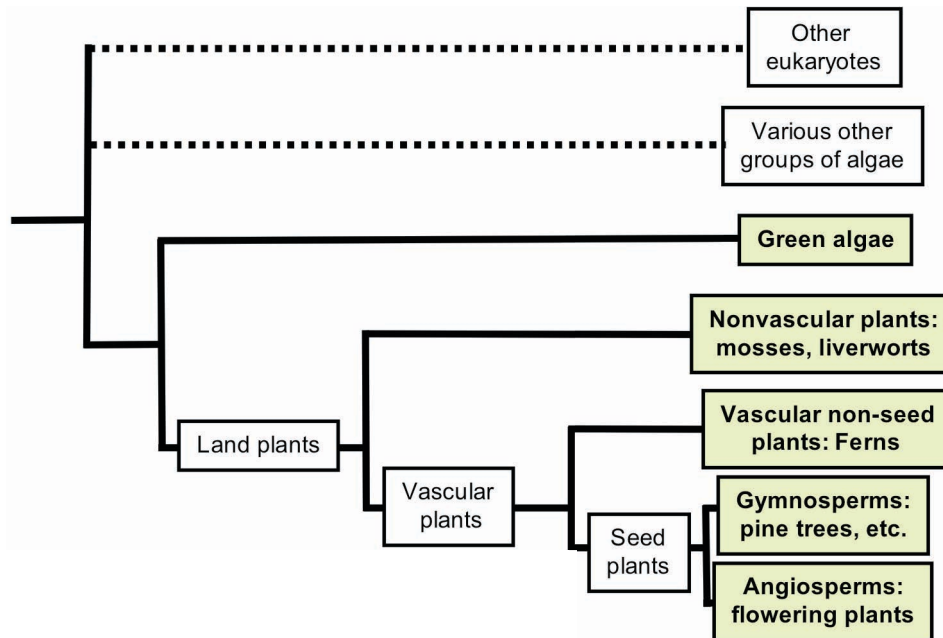 Other
eukaryotes
Various other
groups of algae
Green algae
Nonvascular plants:
mosses, liverworts
Land plants
Vascular non-seed
plants: Ferns
Vascular
plants
Gymnosperms:
pine trees, etc.
Seed
plants
Angiosperms:
flowering plants